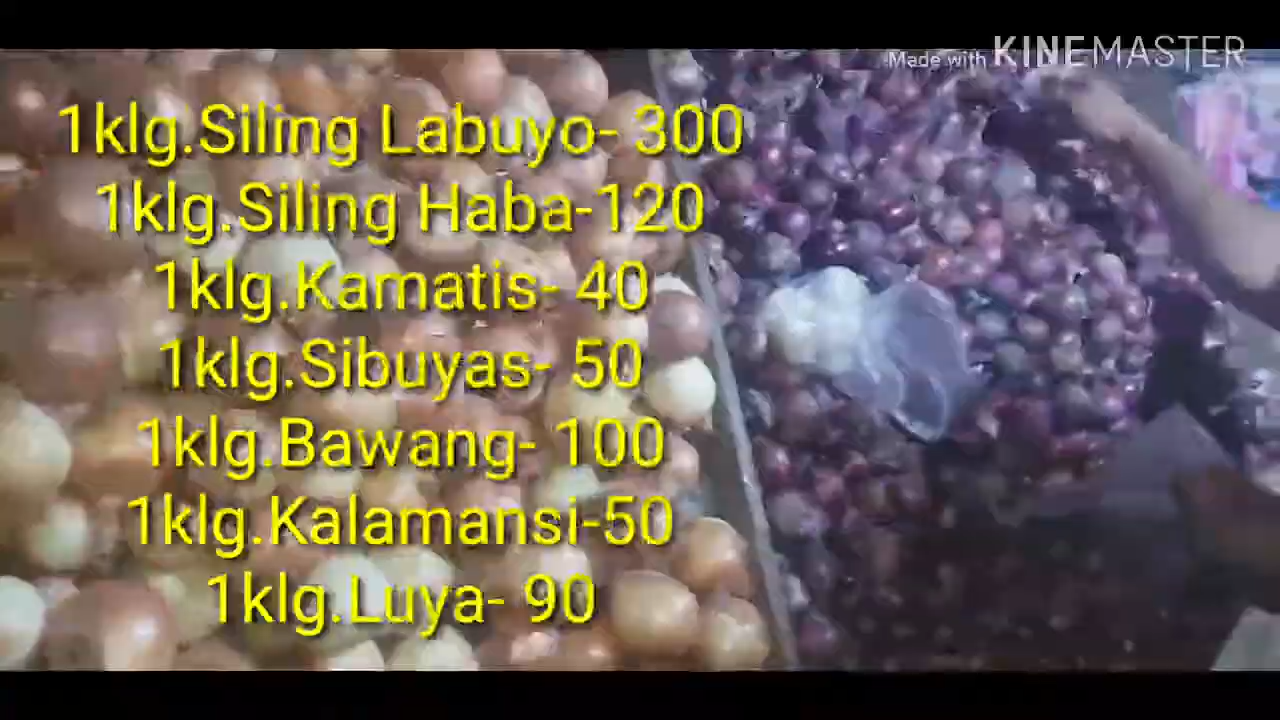 Made with KINEMASTER
1klg.Siling Labuyo- 300
1klg.Siling Haba-120
1klg.Kamatis- 40
1klg.Sibuyas- 50
1klg.Bawang- 100
1klg.Kalamansi-50
1klg.Luya- 90